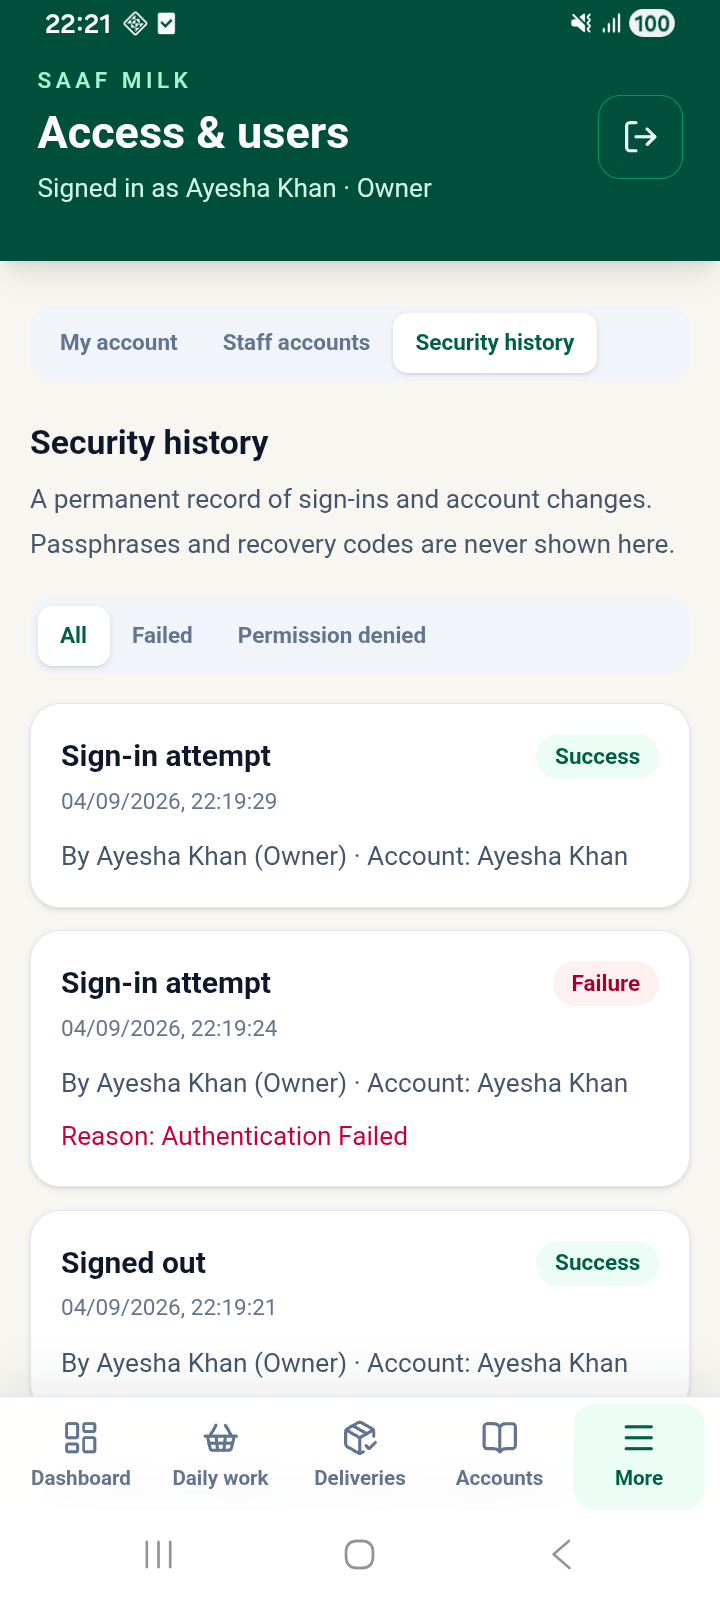 22:21
100
SAAF MILK
Access & users
Signed in as Ayesha Khan · Owner
My account
Staff accounts
Security history
Security history
A permanent record of sign-ins and account changes.
Passphrases and recovery codes are never shown here.
All
Failed
Permission denied
Sign-in attempt
Success
04/09/2026, 22:19:29
By Ayesha Khan (Owner) · Account: Ayesha Khan
Sign-in attempt
Failure
04/09/2026, 22:19:24
By Ayesha Khan (Owner) · Account: Ayesha Khan
Reason: Authentication Failed
Signed out
Success
04/09/2026, 22:19:21
By Ayesha Khan (Owner) · Account: Ayesha Khan
Dashboard
Daily work
Deliveries
Accounts
More